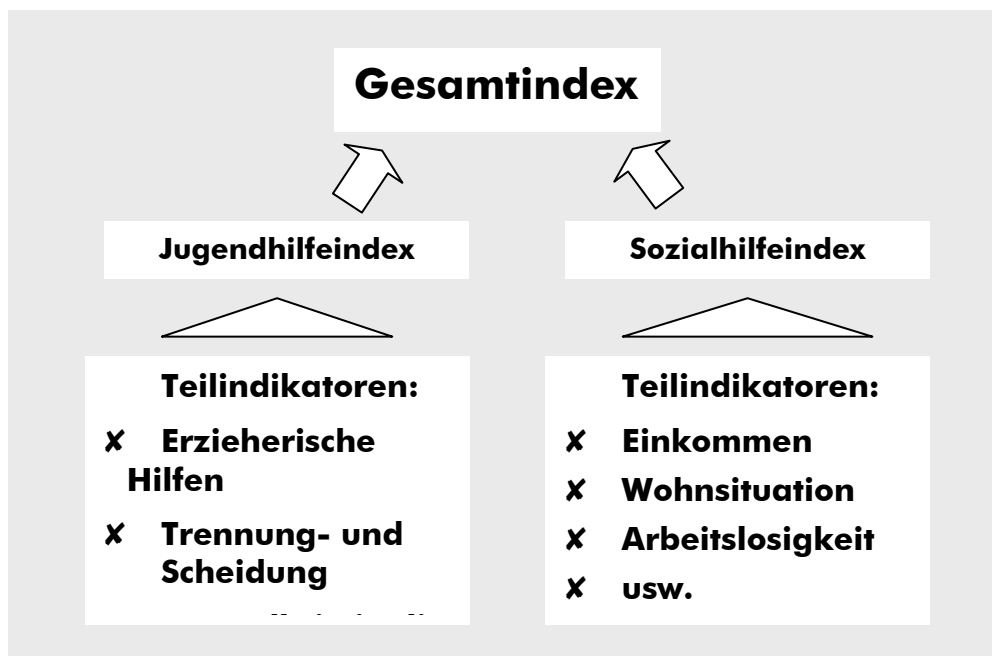 Gesamtindex
Jugendhilfeindex
Sozialhilfeindex
Teilindikatoren:
✘ Erzieherische
Hilfen
✘ Trennung- und
Scheidung
Teilindikatoren:
✘ Einkommen
✘ Wohnsituation
✘ Arbeitslosigkeit
✘ usw.